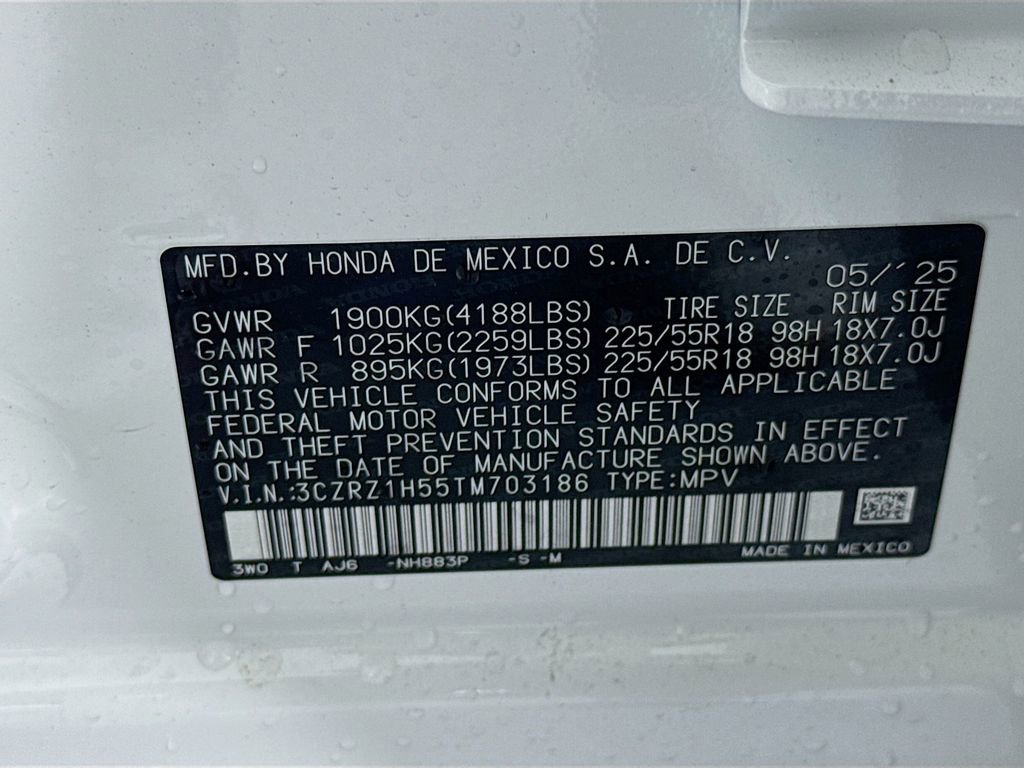 MFD.BY HONDA DE MEXICO S.A. DE C.V.
05/'25
GVWR 1900KG(4188LBS) TIRE SIZE RIM SIZE
GAWR F 1025KG(2259LBS) 225/55R18 98H 18X7.0J
GAWR R 895KG(1973LBS) 225/55R18 98H 18X7.0J
THIS VEHICLE CONFORMS TO ALL APPLICABLE
FEDERAL MOTOR VEHICLE SAFETY
AND THEFT PREVENTION STANDARDS IN EFFECT
ON THE DATE OF MANUFACTURE SHOWN ABOVE.
V.I.N.:3CZRZ1H55TM703186 TYPE:MPV
3W0 T AJ6 -NH883P -S -M MADE IN MEXICO